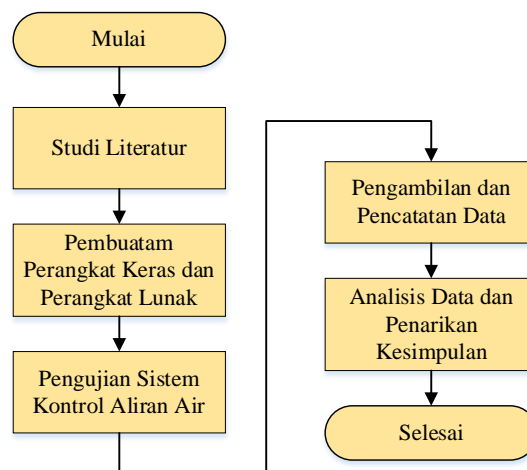 Mulai
Studi Literatur
Pembuatam
Perangkat Keras dan
Perangkat Lunak
Pengujian Sistem
Kontrol Aliran Air
Pengambilan dan
Pencatatan Data
Analisis Data dan
Penarikan
Kesimpulan
Selesai